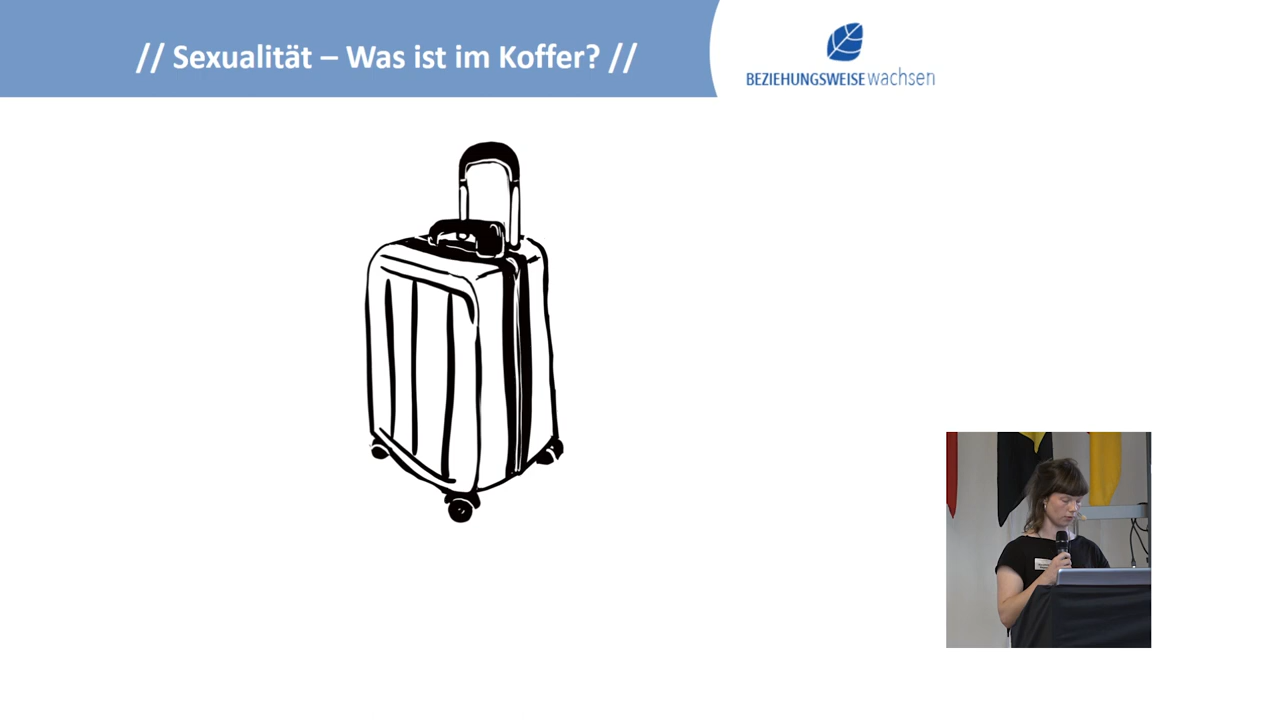 // Sexualität – Was ist im Koffer? //
BEZIEHUNGSWEISE wachsen